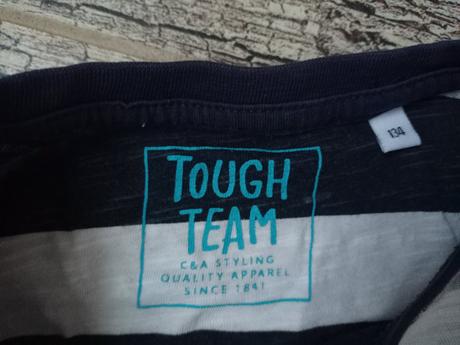 134
TOUGH
TEAM
C&A STYLING
QUALITY APPAREL
SINCE 1841